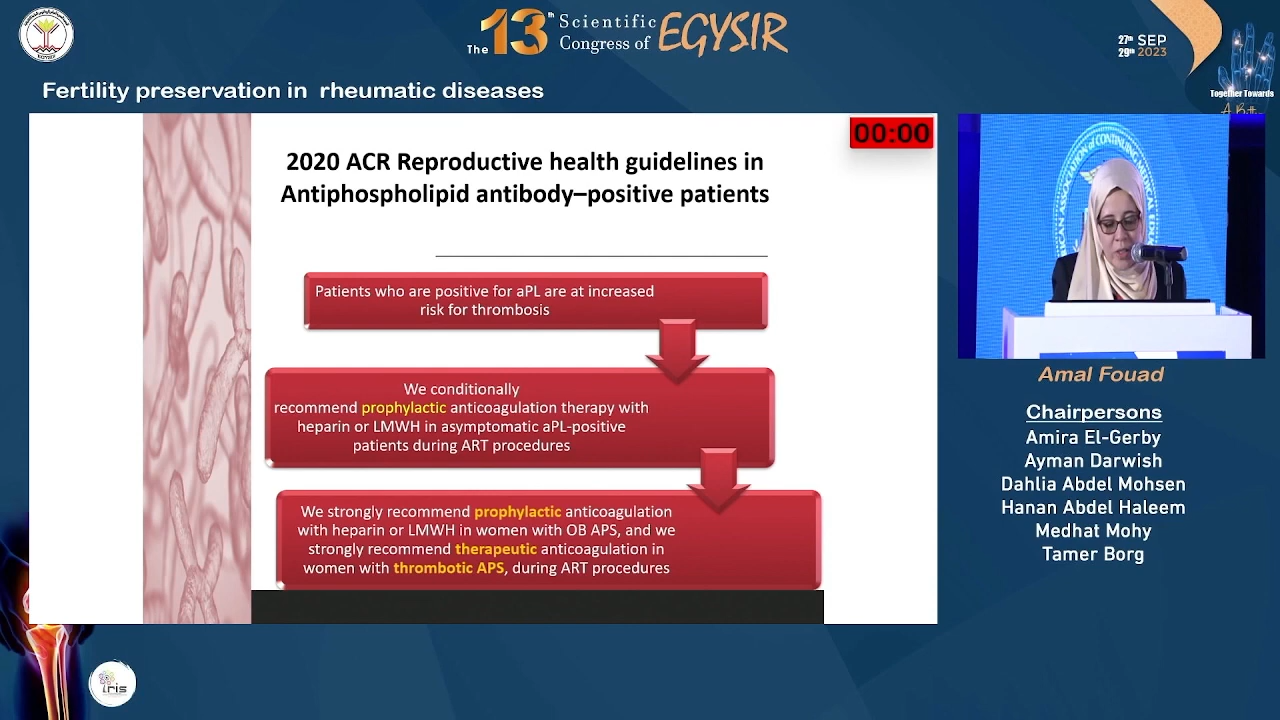 The 13th Scientific
Congress of EGYSIR
27th SEP
29th 2023
Together Towards
Fertility preservation in rheumatic diseases
00:00
2020 ACR Reproductive health guidelines in
Antiphospholipid antibody–positive patients
Patients who are positive for aPL are at increased
risk for thrombosis
We conditionally
recommend prophylactic anticoagulation therapy with
heparin or LMWH in asymptomatic aPL-positive
patients during ART procedures
We strongly recommend prophylactic anticoagulation
with heparin or LMWH in women with OB APS, and we
strongly recommend therapeutic anticoagulation in
women with thrombotic APS, during ART procedures
Amal Fouad
Chairpersons
Amira El-Gerby
Ayman Darwish
Dahlia Abdel Mohsen
Hanan Abdel Haleem
Medhat Mohy
Tamer Borg
iris